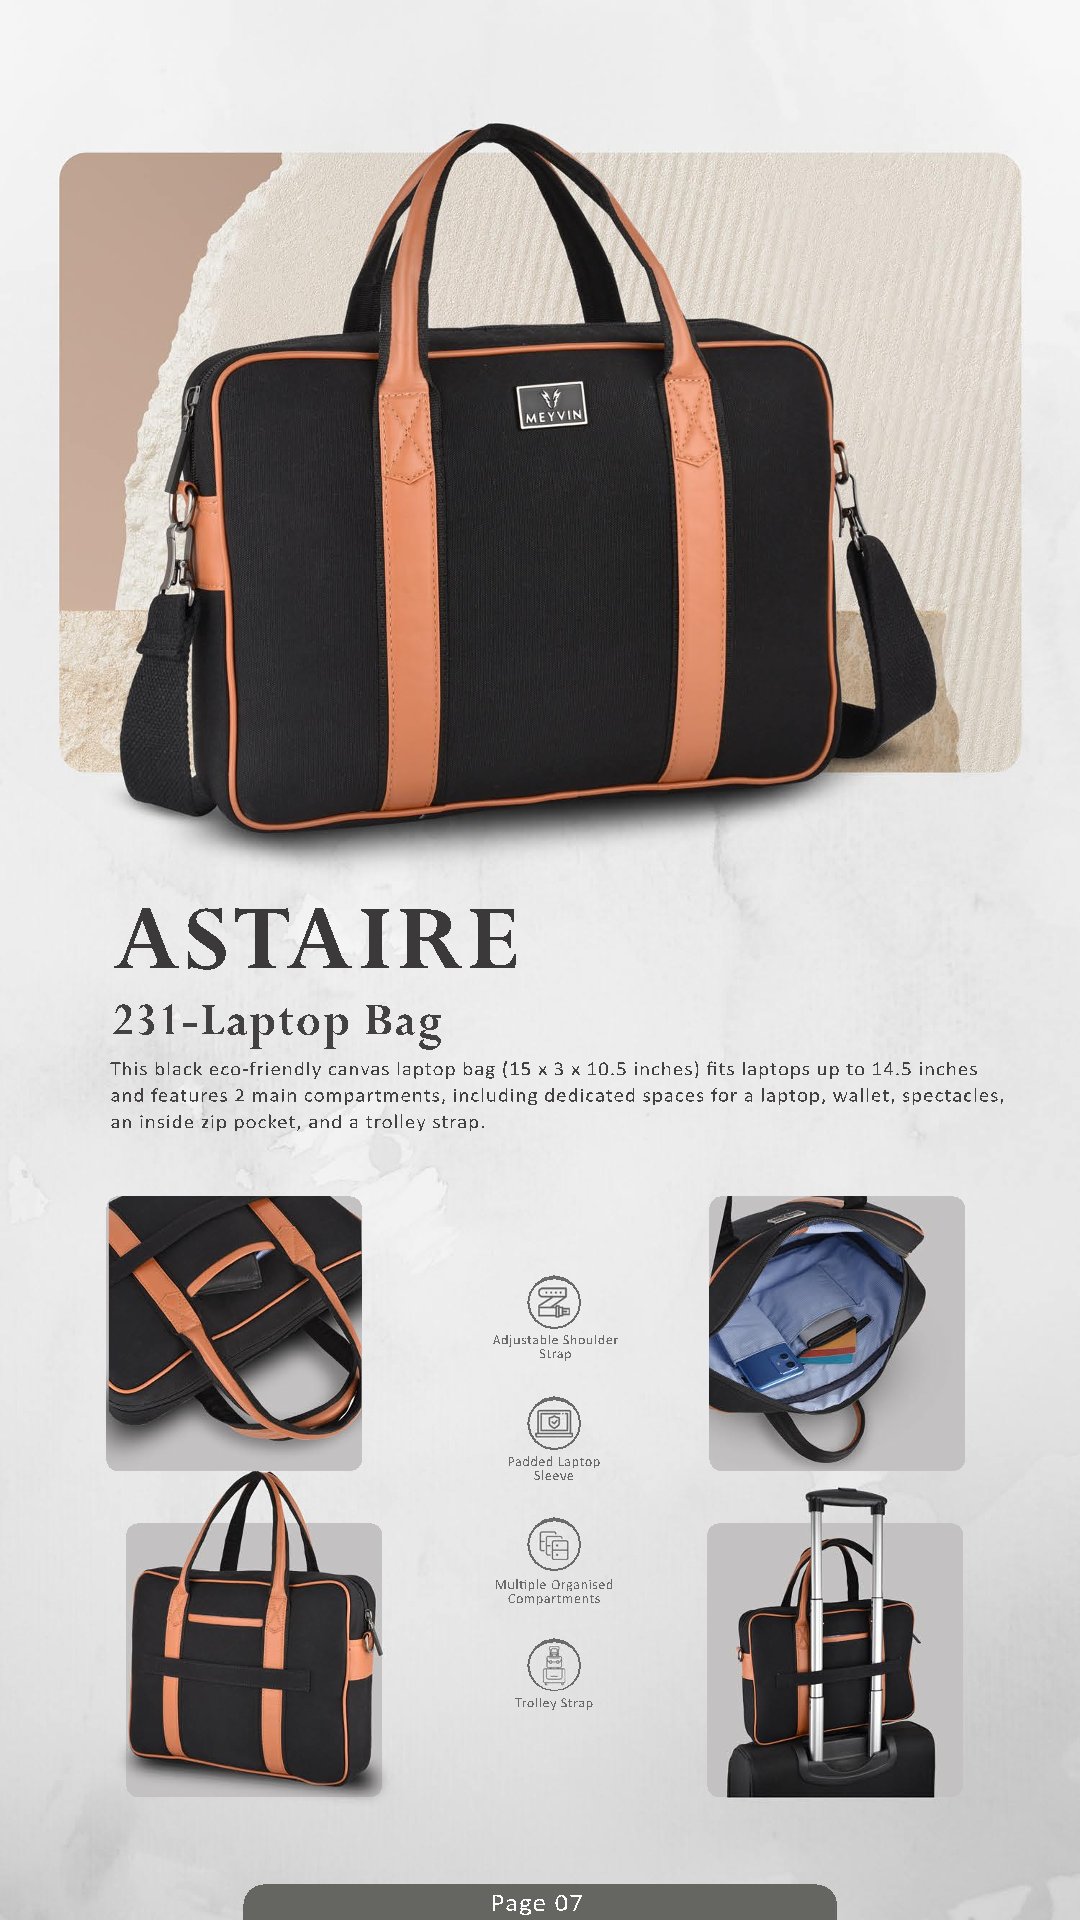 MEYVIN
ASTAIRE
231-Laptop Bag
This black eco-friendly canvas laptop bag (15 x 3 x 10.5 inches) fits laptops up to 14.5 inches
and features 2 main compartments, including dedicated spaces for a laptop, wallet, spectacles,
an inside zip pocket, and a trolley strap.
Adjustable Shoulder
Strap
Padded Laptop
Sleeve
Multiple Organised
Compartments
Trolley Strap
Page 07